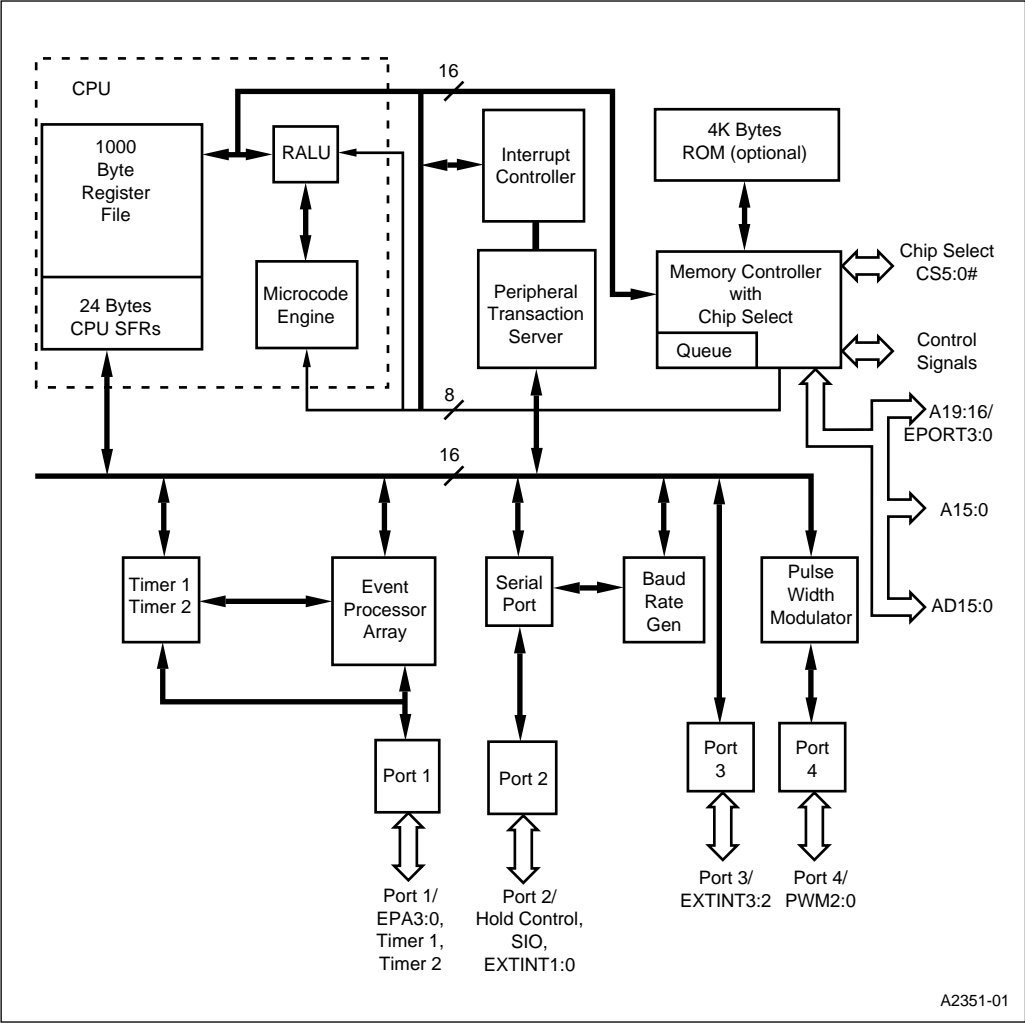 CPU
16
1000
Byte
Register
File
RALU
Interrupt
Controller
4K Bytes
ROM (optional)
24 Bytes
CPU SFRs
Microcode
Engine
Peripheral
Transaction
Server
Memory Controller
with
Chip Select
Queue
Chip Select
CS5:0#
Control
Signals
8
A19:16/
EPORT3:0
16
A15:0
Timer 1
Timer 2
Event
Processor
Array
Serial
Port
Baud
Rate
Gen
Pulse
Width
Modulator
AD15:0
Port 1
Port 2
Port
3
Port
4
Port 1/
EPA3:0,
Timer 1,
Timer 2
Port 2/
Hold Control,
SIO,
EXTINT1:0
Port 3/
EXTINT3:2
Port 4/
PWM2:0
A2351-01